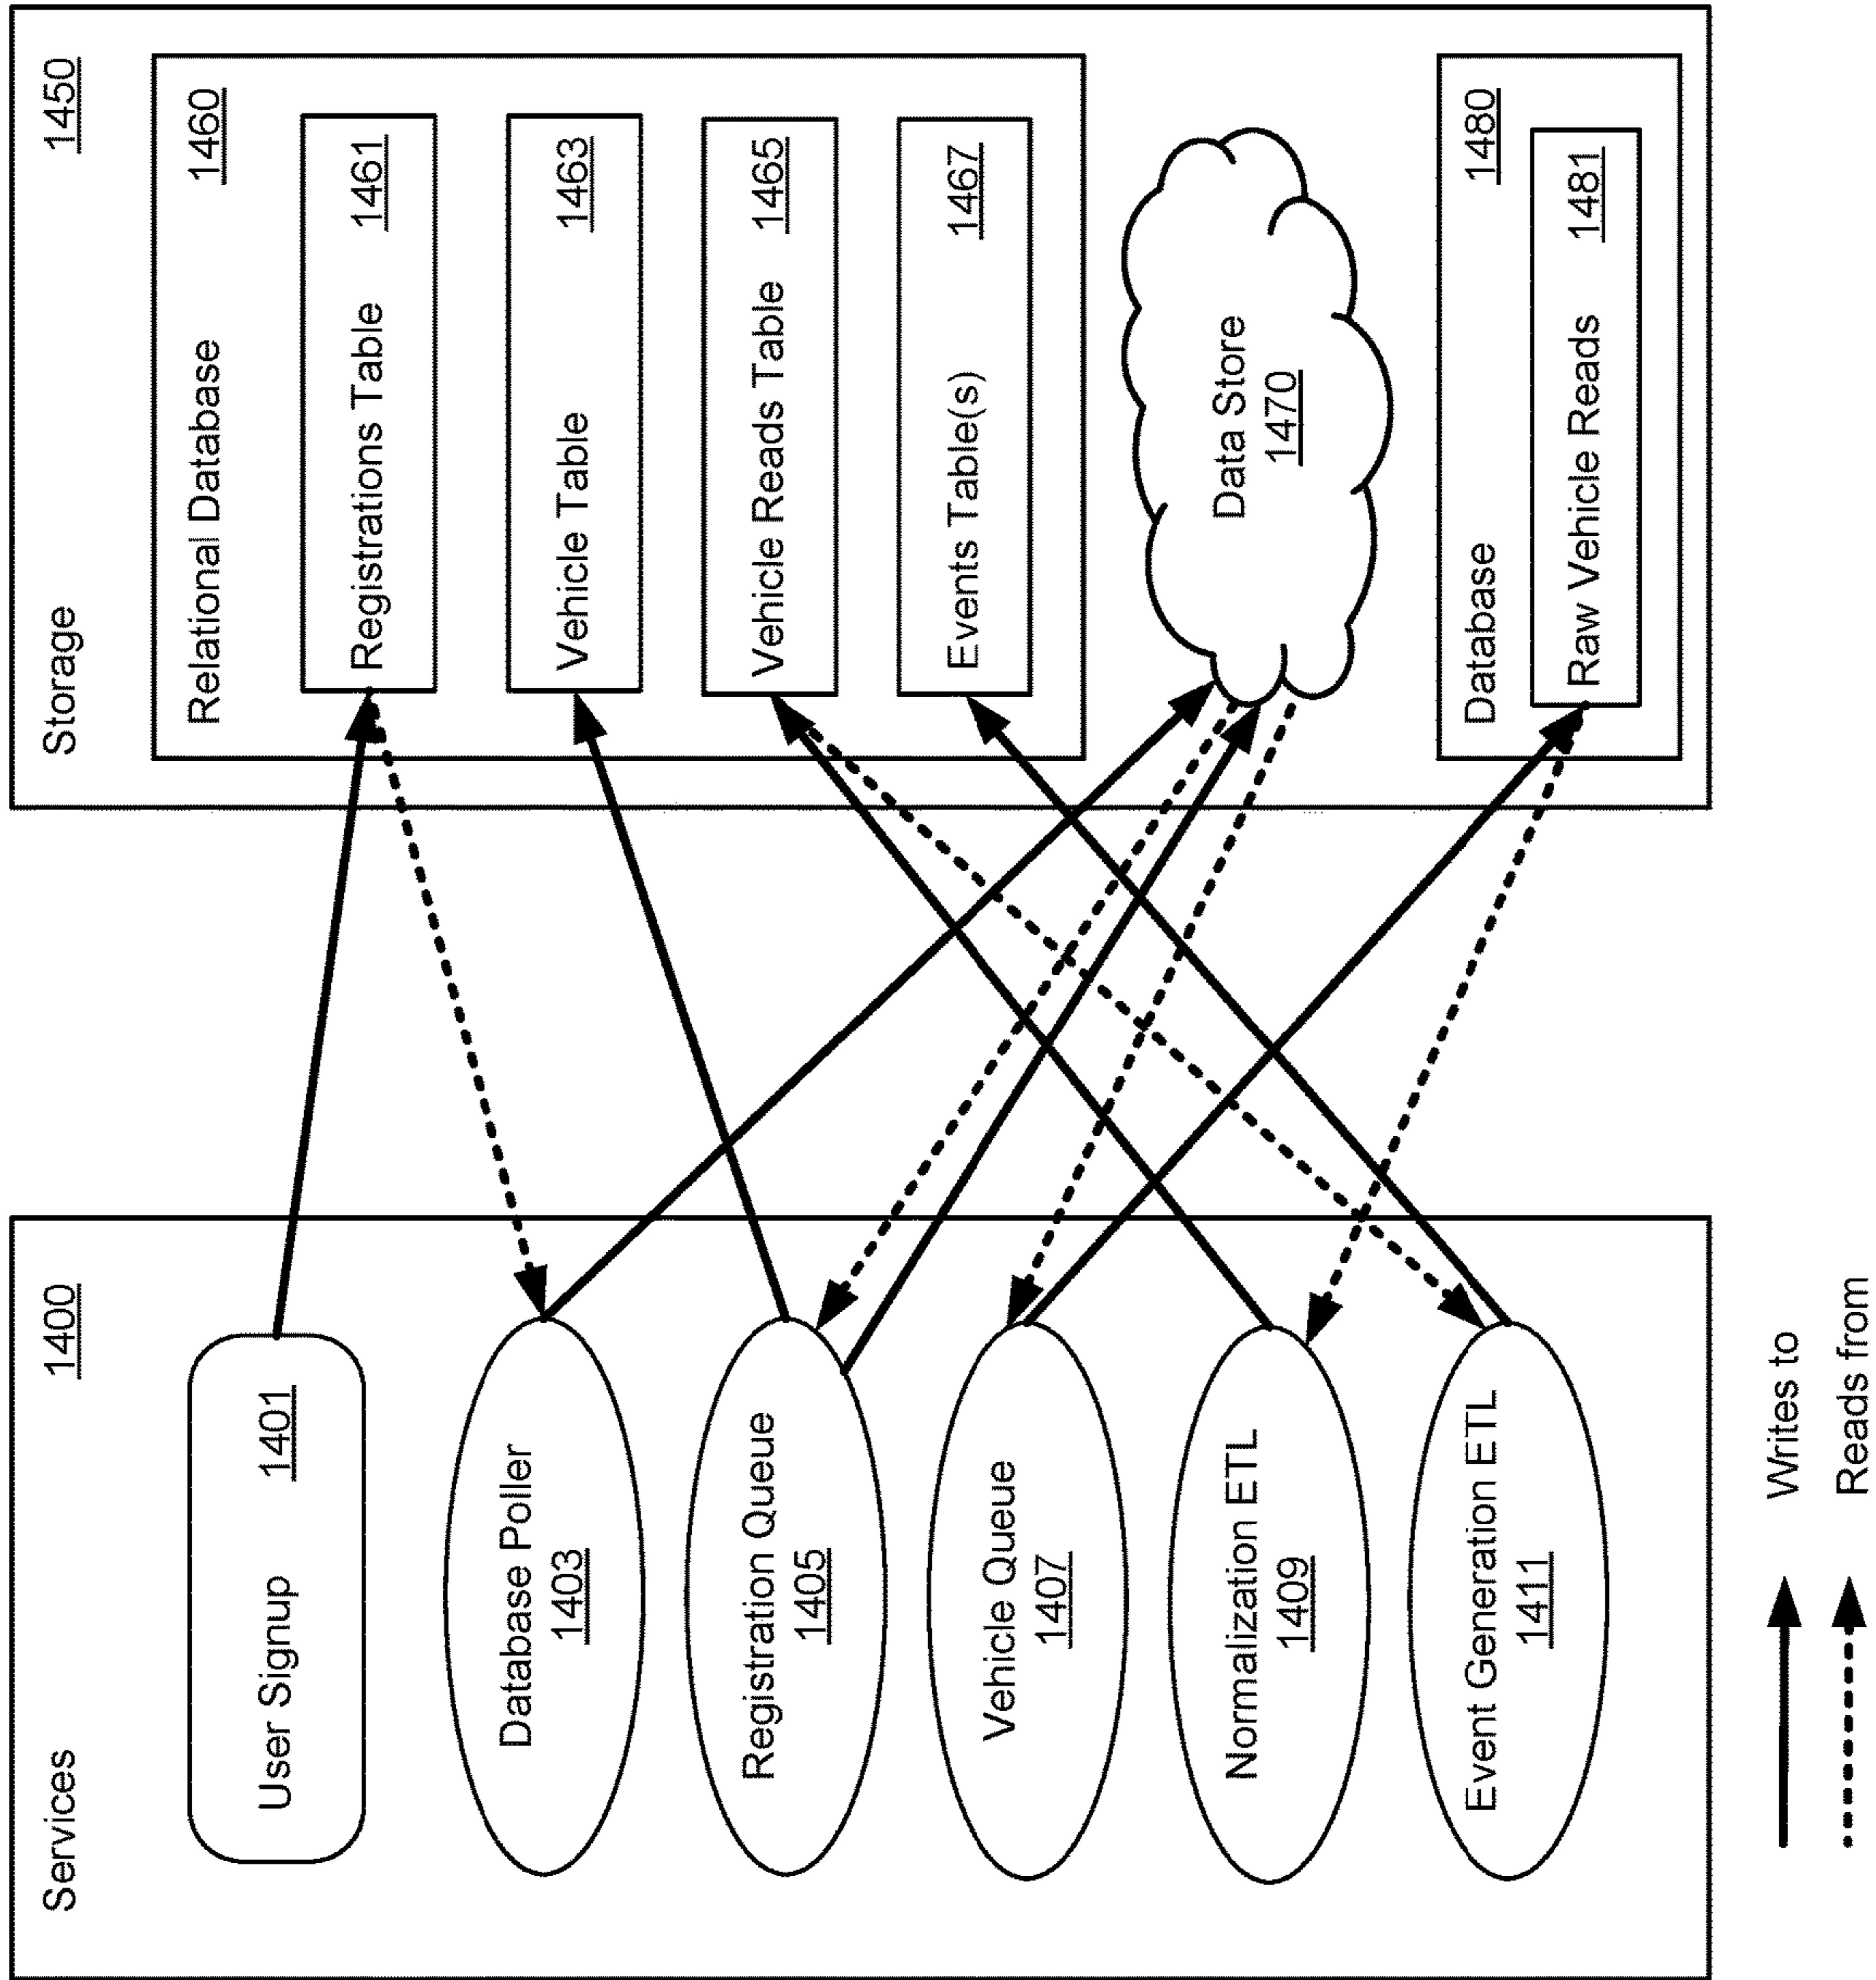 Services 1400
User Signup 1401
Database Poller
1403
Registration Queue
1405
Vehicle Queue
1407
Normalization ETL
1409
Event Generation ETL
1411
Storage 1450
Relational Database 1460
Registrations Table 1461
Vehicle Table 1463
Vehicle Reads Table 1465
Events Table(s) 1467
Data Store
1470
Database 1480
Raw Vehicle Reads 1481
Writes to
Reads from